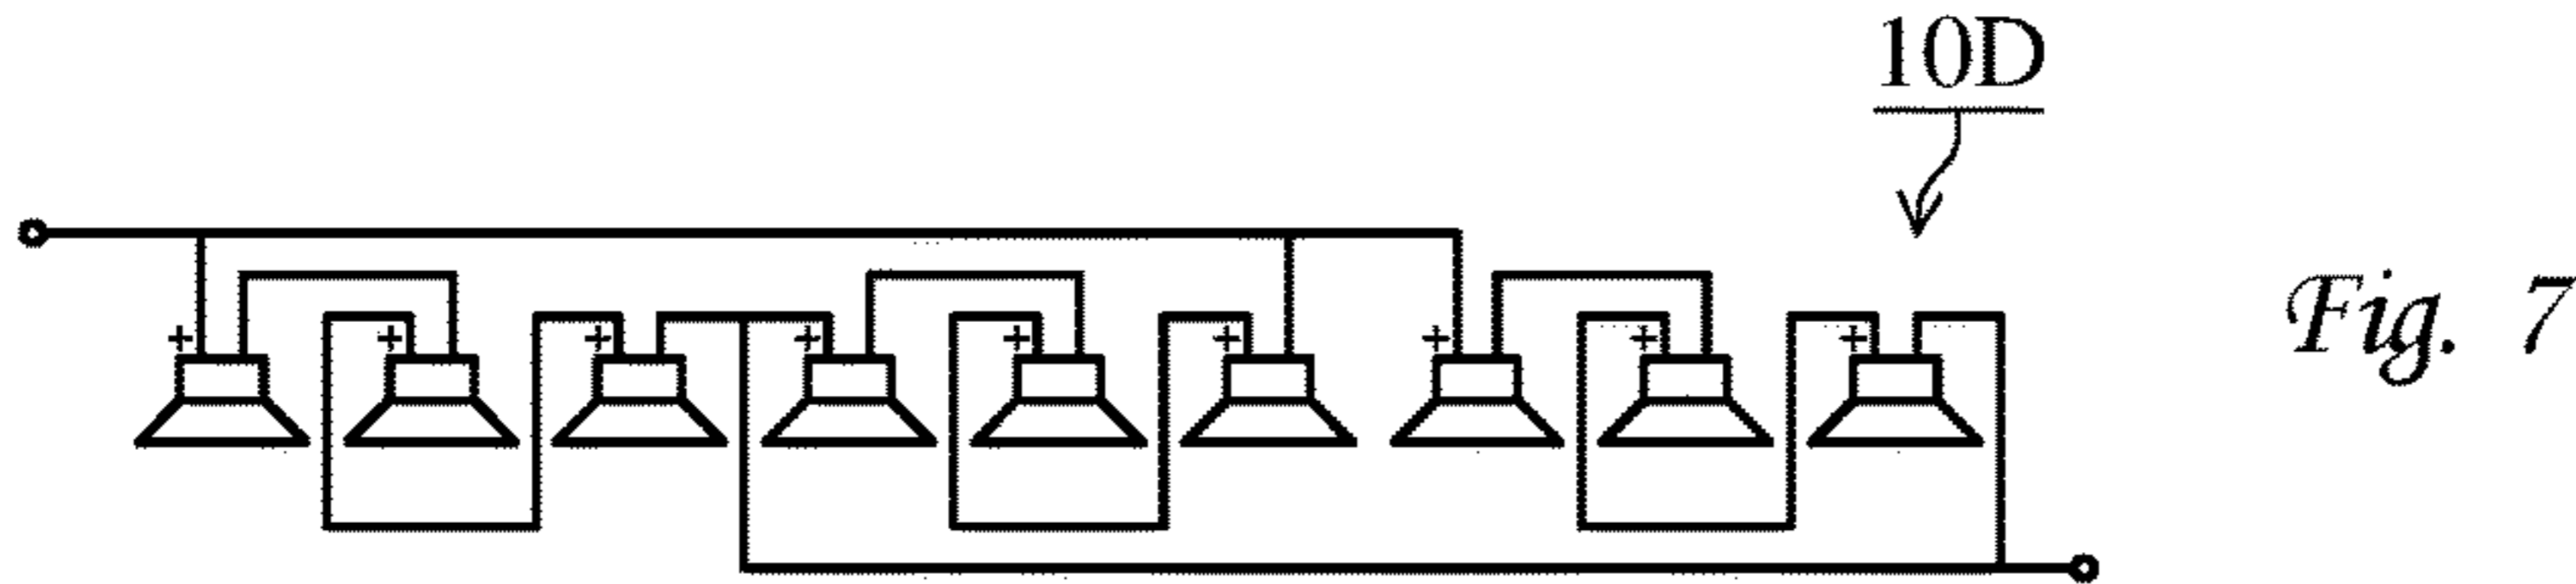 10D
Fig. 7
+ + + + + + + + +